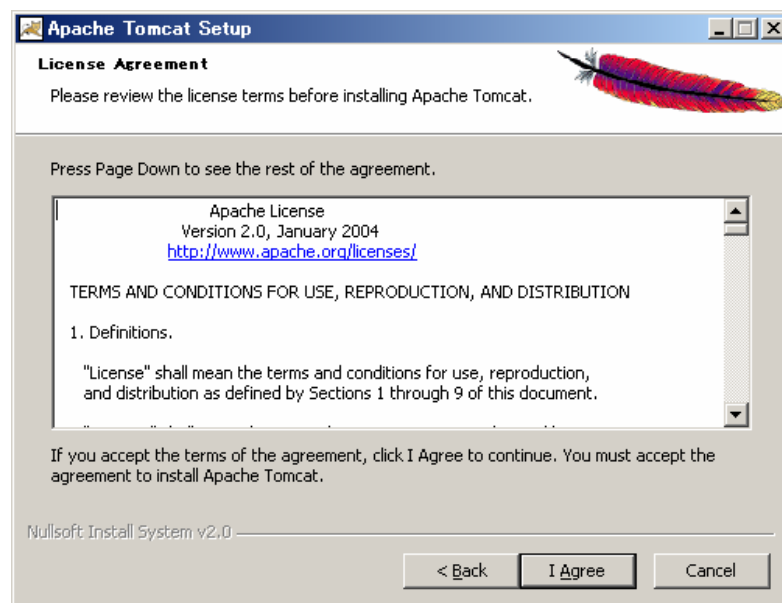 Apache Tomcat Setup
License Agreement
Please review the license terms before installing Apache Tomcat.
Press Page Down to see the rest of the agreement.
Apache License
Version 2.0, January 2004
http://www.apache.org/licenses/
TERMS AND CONDITIONS FOR USE, REPRODUCTION, AND DISTRIBUTION
1. Definitions.
"License" shall mean the terms and conditions for use, reproduction,
and distribution as defined by Sections 1 through 9 of this document.
If you accept the terms of the agreement, click I Agree to continue. You must accept the
agreement to install Apache Tomcat.
Nullsoft Install System v2.0
< Back
I Agree
Cancel